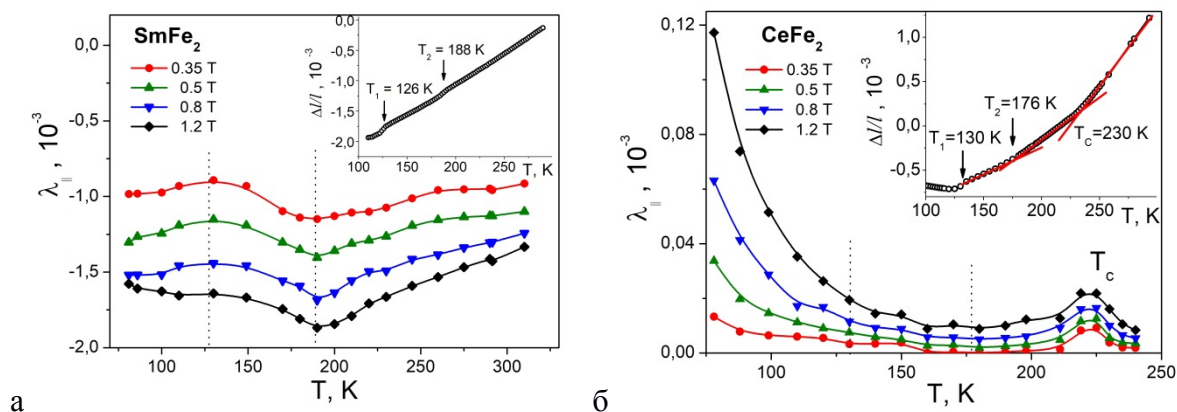 SmFe2
0.35 T
0.5 T
0.8 T
1.2 T
λ∥ , 10⁻³
0,0
-0,5
-1,0
-1,5
-2,0
100
150
200
250
300
T, K
Δl/l , 10⁻³
0,0
-0,5
-1,0
-1,5
-2,0
100 150 200 250 T, K
T1 = 126 K
T2 = 188 K
а
CeFe2
0.35 T
0.5 T
0.8 T
1.2 T
λ∥ , 10⁻³
0,12
0,08
0,04
0,00
100
150
200
250
T, K
TC
Δl/l , 10⁻³
1,0
0,5
0,0
-0,5
100 150 200 250
T, K
T1=130 K
T2=176 K
TC=230 K
б